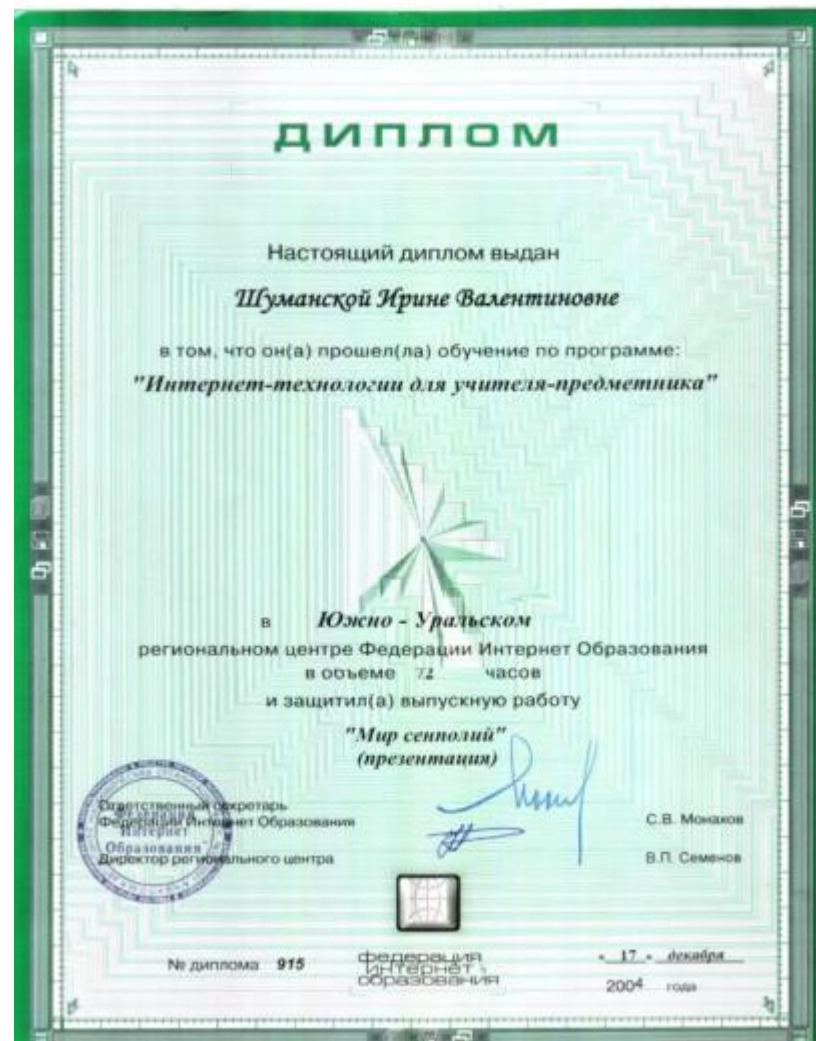 ДИПЛОМ
Настоящий диплом выдан
Шуманской Ирине Валентиновне
в том, что он(а) прошел(ла) обучение по программе:
"Интернет-технологии для учителя-предметника"
в Южно - Уральском
региональном центре Федерации Интернет Образования
в объеме 72 часов
и защитил(а) выпускную работу
"Мир сенполий"
(презентация)
Ответственный секретарь
Федерации Интернет Образования С.В. Монахов
Интернет
Образования"
Директор регионального центра В.П. Семенов
№ диплома 915
федерация
интернет
образования
" 17 " декабря
2004 года